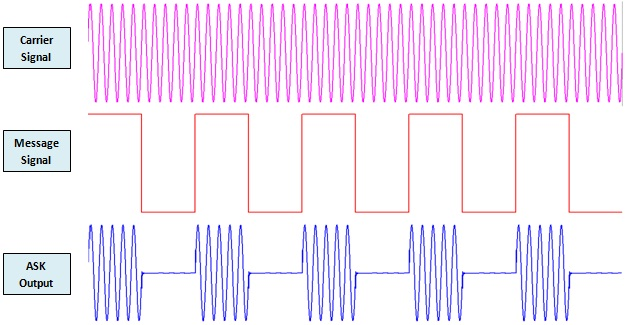 Carrier
Signal
Message
Signal
ASK
Output